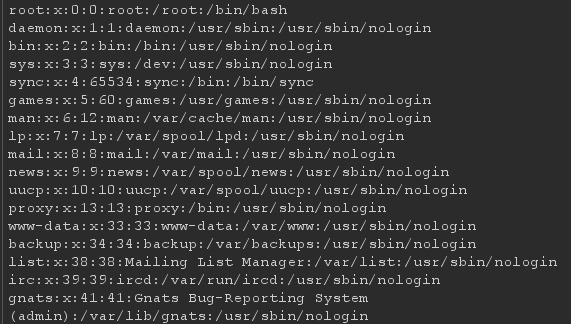 root:x:0:0:root:/root:/bin/bash
daemon:x:1:1:daemon:/usr/sbin:/usr/sbin/nologin
bin:x:2:2:bin:/bin:/usr/sbin/nologin
sys:x:3:3:sys:/dev:/usr/sbin/nologin
sync:x:4:65534:sync:/bin:/bin/sync
games:x:5:60:games:/usr/games:/usr/sbin/nologin
man:x:6:12:man:/var/cache/man:/usr/sbin/nologin
lp:x:7:7:lp:/var/spool/lpd:/usr/sbin/nologin
mail:x:8:8:mail:/var/mail:/usr/sbin/nologin
news:x:9:9:news:/var/spool/news:/usr/sbin/nologin
uucp:x:10:10:uucp:/var/spool/uucp:/usr/sbin/nologin
proxy:x:13:13:proxy:/bin:/usr/sbin/nologin
www-data:x:33:33:www-data:/var/www:/usr/sbin/nologin
backup:x:34:34:backup:/var/backups:/usr/sbin/nologin
list:x:38:38:Mailing List Manager:/var/list:/usr/sbin/nologin
irc:x:39:39:ircd:/var/run/ircd:/usr/sbin/nologin
gnats:x:41:41:Gnats Bug-Reporting System
(admin):/var/lib/gnats:/usr/sbin/nologin